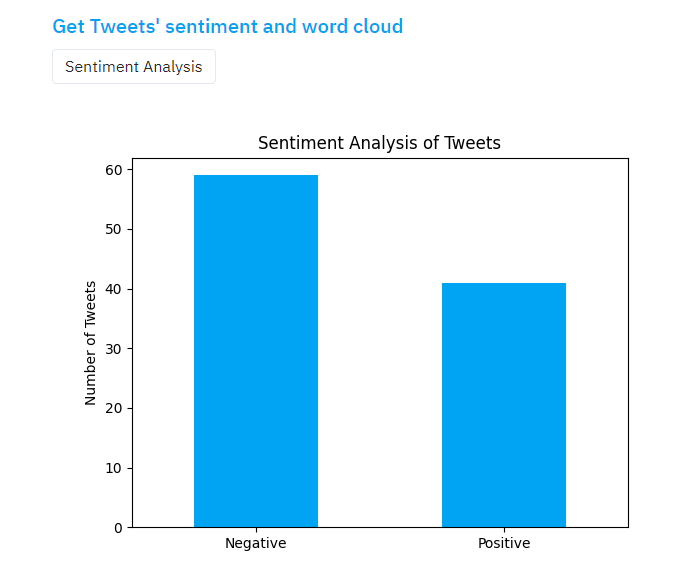 Get Tweets' sentiment and word cloud
Sentiment Analysis
Sentiment Analysis of Tweets
Number of Tweets
60
50
40
30
20
10
0
Negative Positive